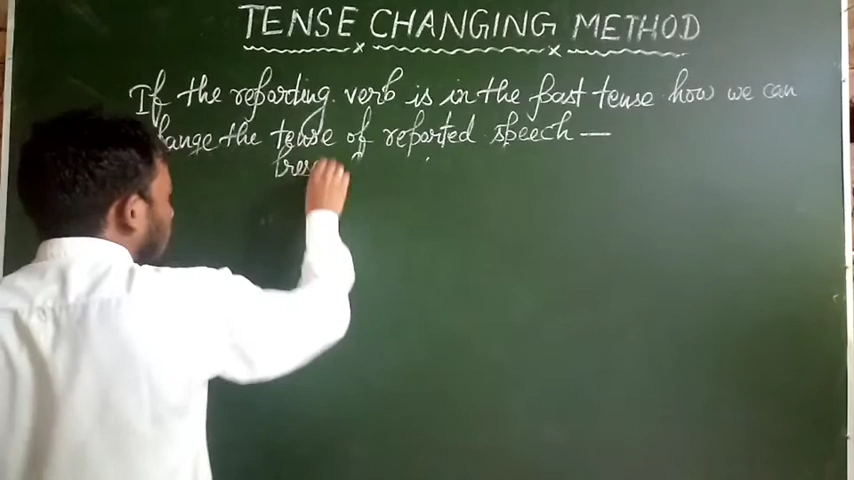 TENSE CHANGING METHOD
If the reporting verb is in the past tense how we can
change the tense of reported speech —
Pres